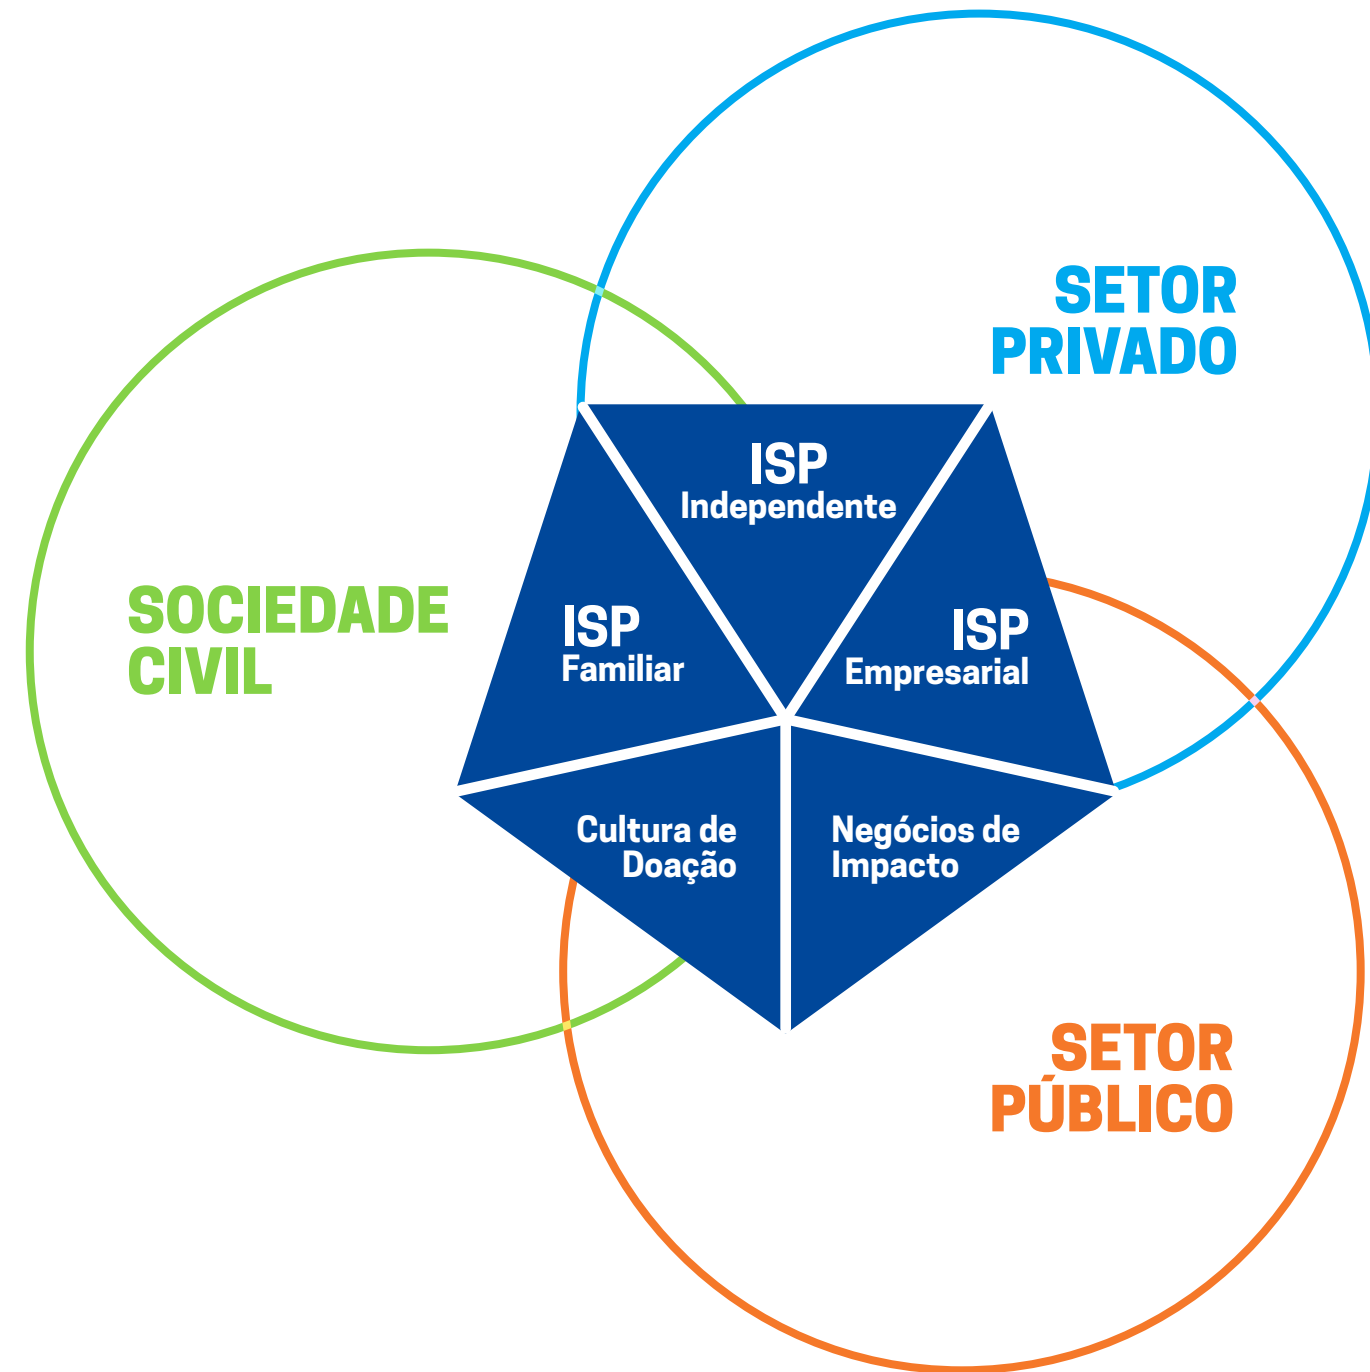 SETOR
PRIVADO
ISP
Independente
SOCIEDADE
CIVIL
ISP
Familiar
ISP
Empresarial
Cultura de
Doação
Negócios de
Impacto
SETOR
PÚBLICO